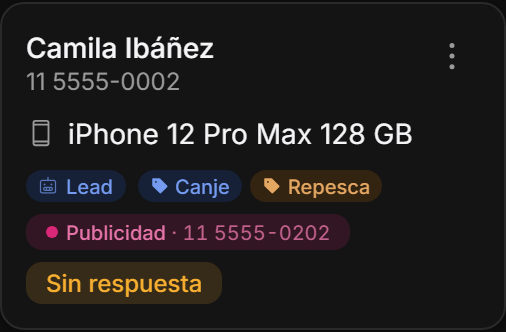 Camila Ibáñez
11 5555-0002
iPhone 12 Pro Max 128 GB
Lead Canje Repesca
Publicidad · 11 5555-0202
Sin respuesta